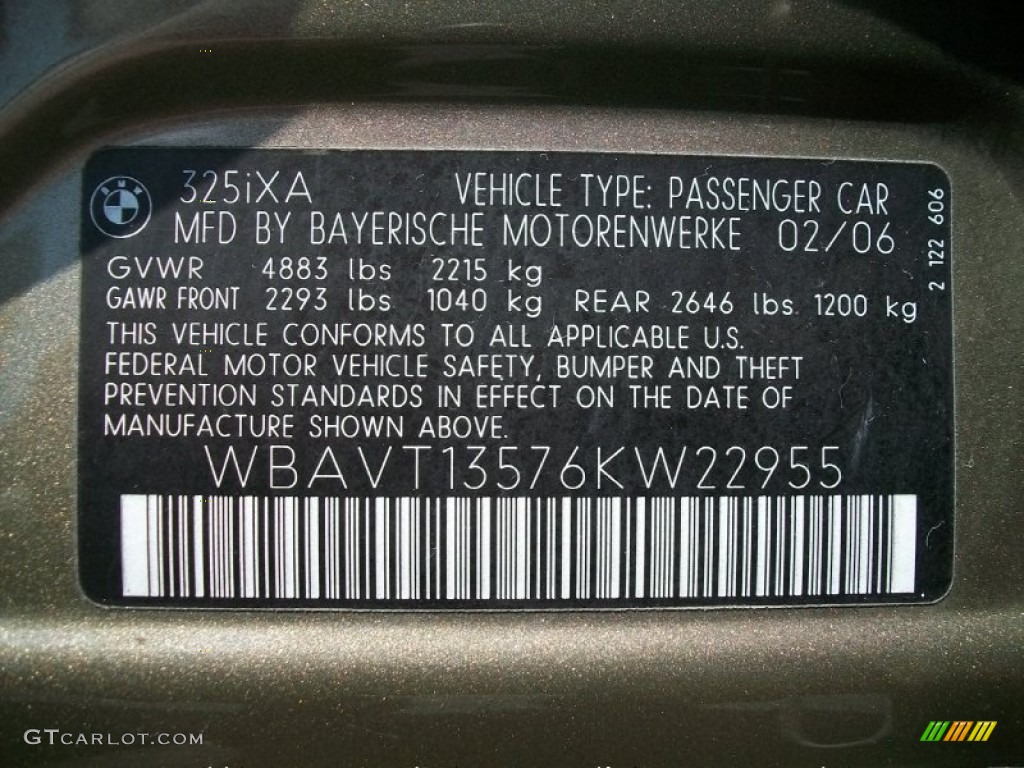 BMW
325iXA VEHICLE TYPE: PASSENGER CAR
MFD BY BAYERISCHE MOTORENWERKE 02/06
GVWR 4883 lbs 2215 kg
GAWR FRONT 2293 lbs 1040 kg REAR 2646 lbs 1200 kg
THIS VEHICLE CONFORMS TO ALL APPLICABLE U.S.
FEDERAL MOTOR VEHICLE SAFETY, BUMPER AND THEFT
PREVENTION STANDARDS IN EFFECT ON THE DATE OF
MANUFACTURE SHOWN ABOVE.
WBAVT13576KW22955
2 122 606
GTCARLOT.COM